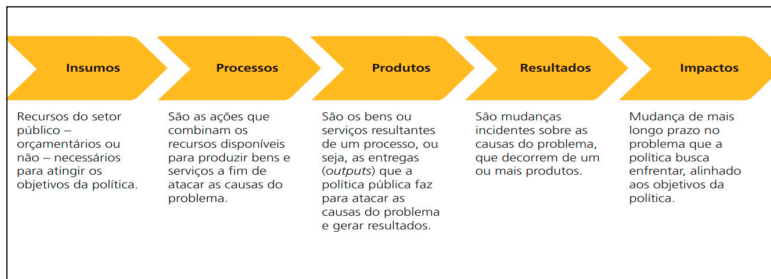 Insumos
Recursos do setor
público –
orçamentários ou
não – necessários
para atingir os
objetivos da política.
Processos
São as ações que
combinam os
recursos disponíveis
para produzir bens e
serviços a fim de
atacar as causas do
problema.
Produtos
São os bens ou
serviços resultantes
de um processo, ou
seja, as entregas
(outputs) que a
política pública faz
para atacar as
causas do problema
e gerar resultados.
Resultados
São mudanças
incidentes sobre as
causas do problema,
que decorrem de um
ou mais produtos.
Impactos
Mudança de mais
longo prazo no
problema que a
política busca
enfrentar, alinhado
aos objetivos da
política.